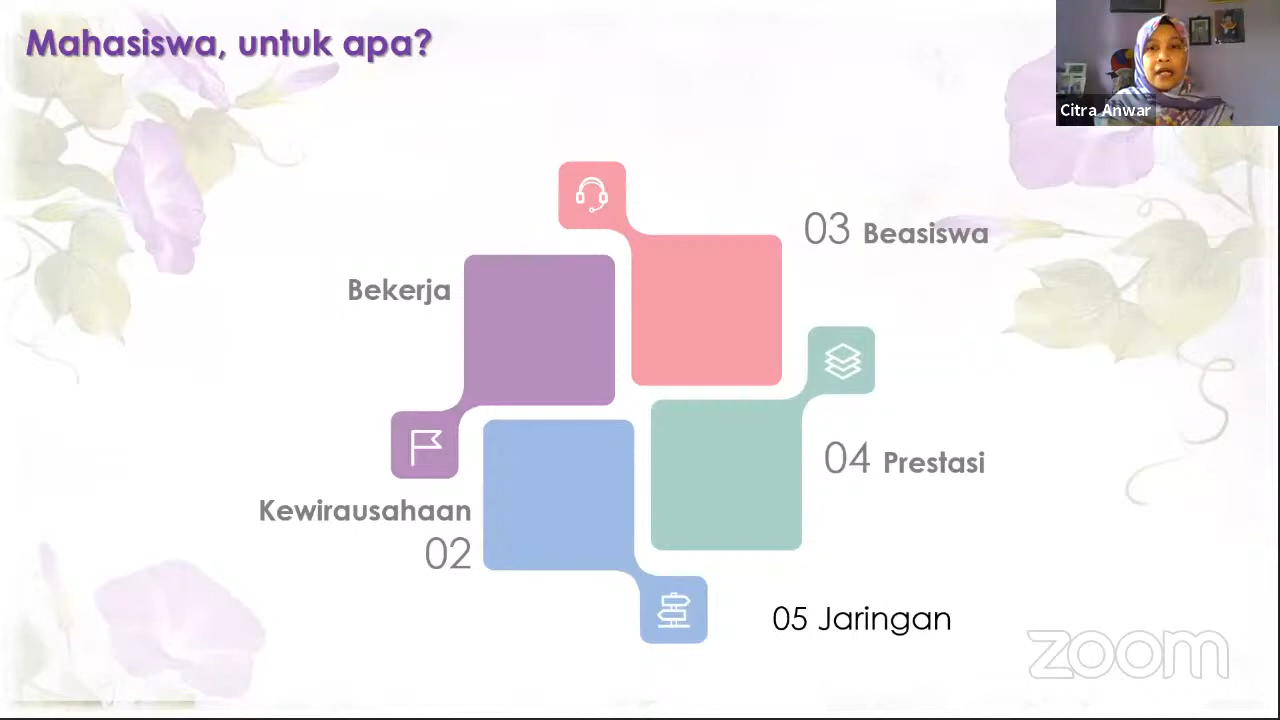 Mahasiswa, untuk apa?
Citra Anwar
03 Beasiswa
Bekerja
04 Prestasi
Kewirausahaan
02
05 Jaringan
zoom